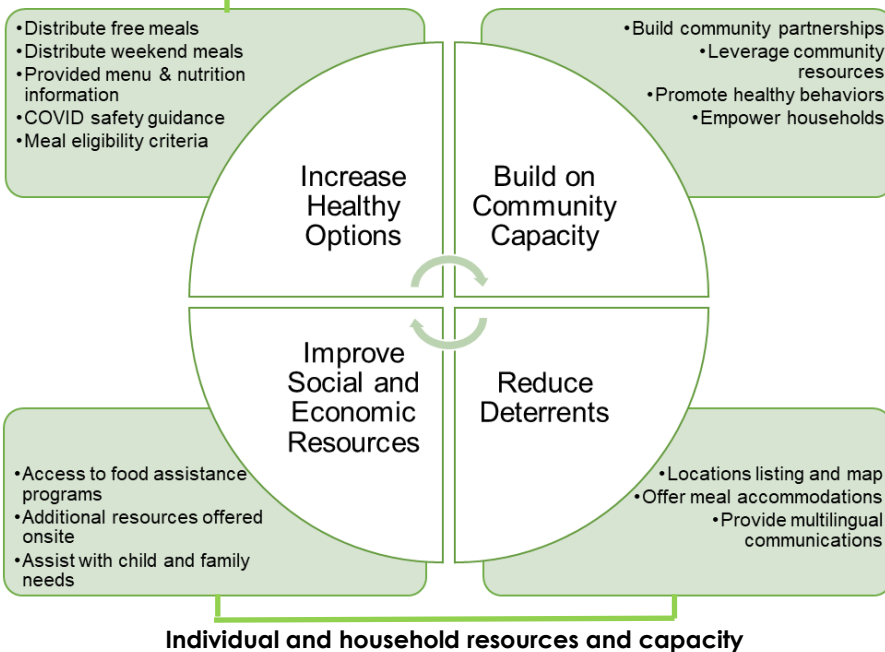 •Distribute free meals
•Distribute weekend meals
•Provided menu & nutrition
information
•COVID safety guidance
•Meal eligibility criteria
•Build community partnerships
•Leverage community
resources
•Promote healthy behaviors
•Empower households
Increase
Healthy
Options
Build on
Community
Capacity
Improve
Social and
Economic
Resources
Reduce
Deterrents
•Access to food assistance
programs
•Additional resources offered
onsite
•Assist with child and family
needs
•Locations listing and map
•Offer meal accommodations
•Provide multilingual
communications
Individual and household resources and capacity